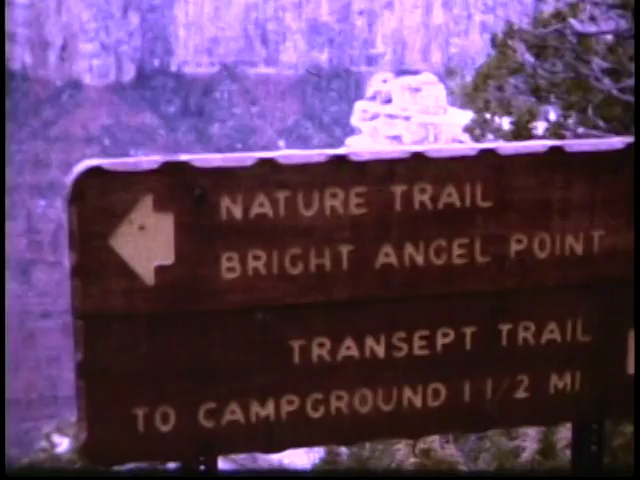 NATURE TRAIL
BRIGHT ANGEL POINT
TRANSEPT TRAIL
TO CAMPGROUND 1 1/2 MI